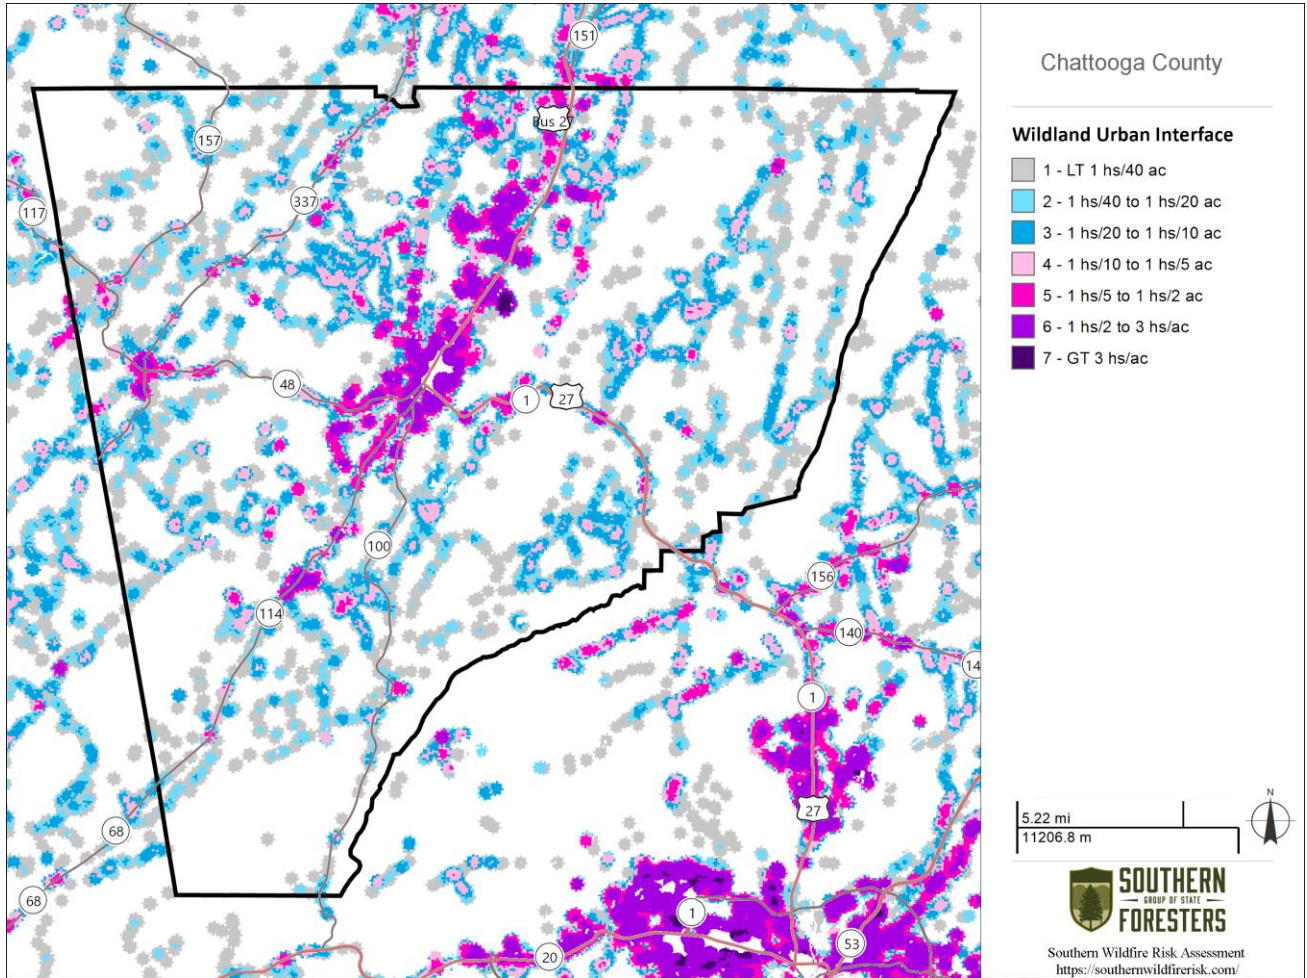 151
Bus 27
157
337
117
48
1
27
100
114
156
140
14
1
27
68
68
1
53
20
Chattooga County
Wildland Urban Interface
1 - LT 1 hs/40 ac
2 - 1 hs/40 to 1 hs/20 ac
3 - 1 hs/20 to 1 hs/10 ac
4 - 1 hs/10 to 1 hs/5 ac
5 - 1 hs/5 to 1 hs/2 ac
6 - 1 hs/2 to 3 hs/ac
7 - GT 3 hs/ac
5.22 mi
11206.8 m
N
SOUTHERN
GROUP OF STATE
FORESTERS
Southern Wildfire Risk Assessment
https://southernwildfirerisk.com/